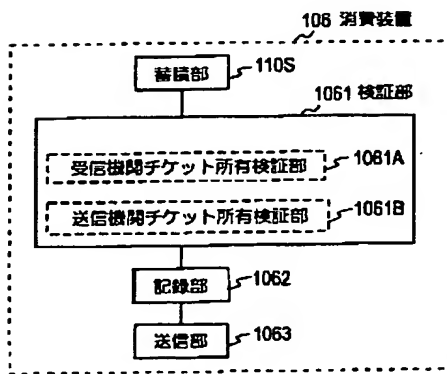 106 消費装置
蓄積部
110S
1061 検証部
受信機関チケット所有検証部
1061A
送信機関チケット所有検証部
1061B
記録部
1062
送信部
1063